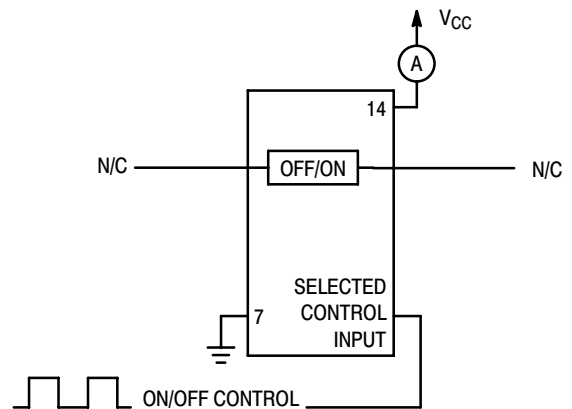 VCC
A
14
N/C
OFF/ON
N/C
SELECTED
CONTROL
INPUT
7
ON/OFF CONTROL